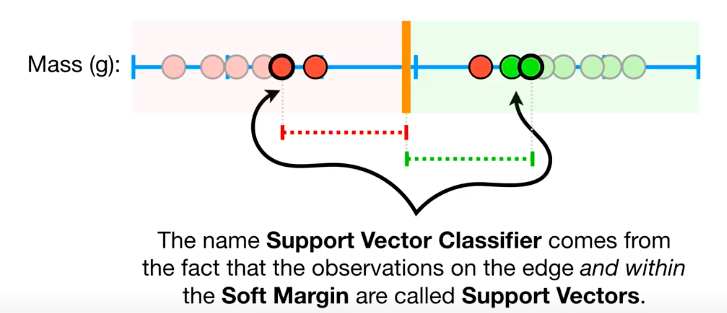 Mass (g):
The name Support Vector Classifier comes from
the fact that the observations on the edge and within
the Soft Margin are called Support Vectors.